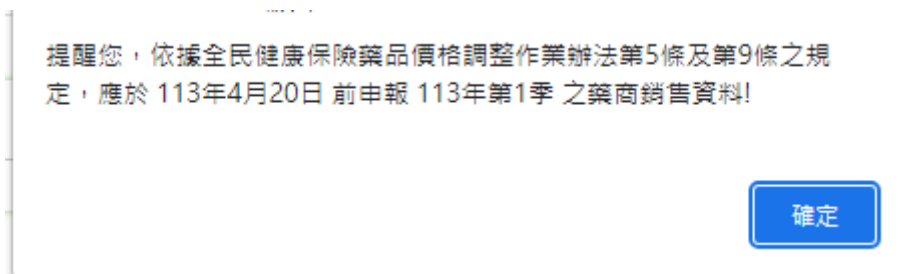 提醒您，依據全民健康保險藥品價格調整作業辦法第5條及第9條之規
定，應於 113年4月20日 前申報 113年第1季 之藥商銷售資料!
確定